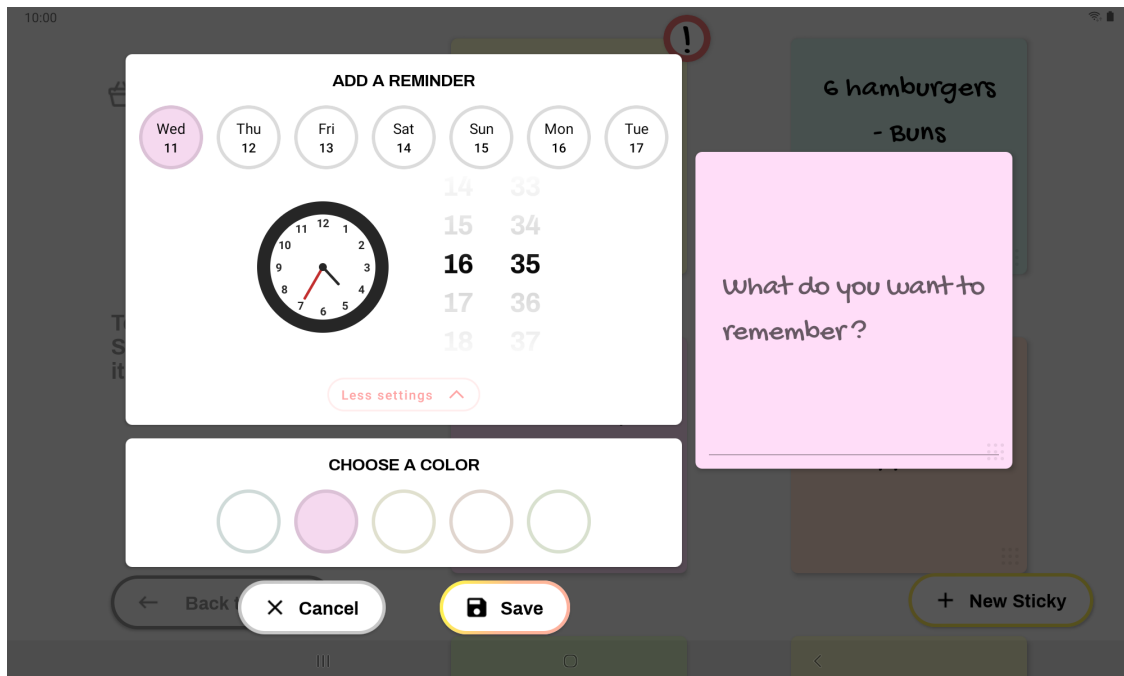 10:00
ADD A REMINDER
Wed Thu Fri Sat Sun Mon Tue
11 12 13 14 15 16 17
14 33
15 34
16 35
17 36
18 37
12
11 1
10 2
9 3
8 4
7 5
6
Less settings
CHOOSE A COLOR
Cancel
Save
6 hamburgers
- Buns
What do you want to
remember?
!
Back
New Sticky